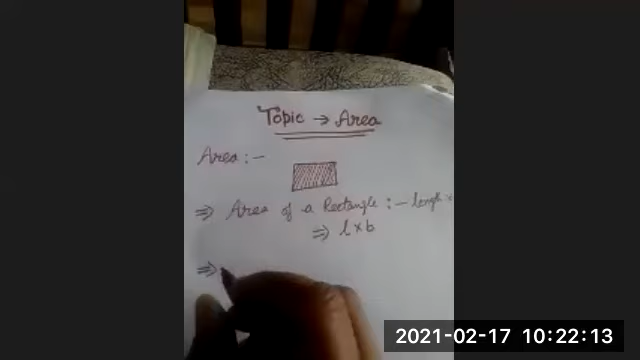 Topic → Area
Area :-
⇒ Area of a Rectangle :- length ×
⇒ l×b
⇒
2021-02-17 10:22:13